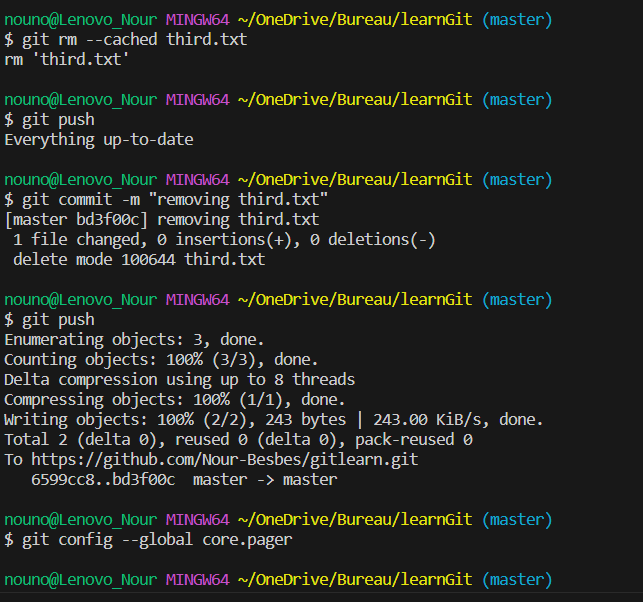 nouno@Lenovo_Nour MINGW64 ~/OneDrive/Bureau/learnGit (master)
$ git rm --cached third.txt
rm 'third.txt'
nouno@Lenovo_Nour MINGW64 ~/OneDrive/Bureau/learnGit (master)
$ git push
Everything up-to-date
nouno@Lenovo_Nour MINGW64 ~/OneDrive/Bureau/learnGit (master)
$ git commit -m "removing third.txt"
[master bd3f00c] removing third.txt
 1 file changed, 0 insertions(+), 0 deletions(-)
 delete mode 100644 third.txt
nouno@Lenovo_Nour MINGW64 ~/OneDrive/Bureau/learnGit (master)
$ git push
Enumerating objects: 3, done.
Counting objects: 100% (3/3), done.
Delta compression using up to 8 threads
Compressing objects: 100% (1/1), done.
Writing objects: 100% (2/2), 243 bytes | 243.00 KiB/s, done.
Total 2 (delta 0), reused 0 (delta 0), pack-reused 0
To https://github.com/Nour-Besbes/gitlearn.git
   6599cc8..bd3f00c  master -> master
nouno@Lenovo_Nour MINGW64 ~/OneDrive/Bureau/learnGit (master)
$ git config --global core.pager
nouno@Lenovo_Nour MINGW64 ~/OneDrive/Bureau/learnGit (master)